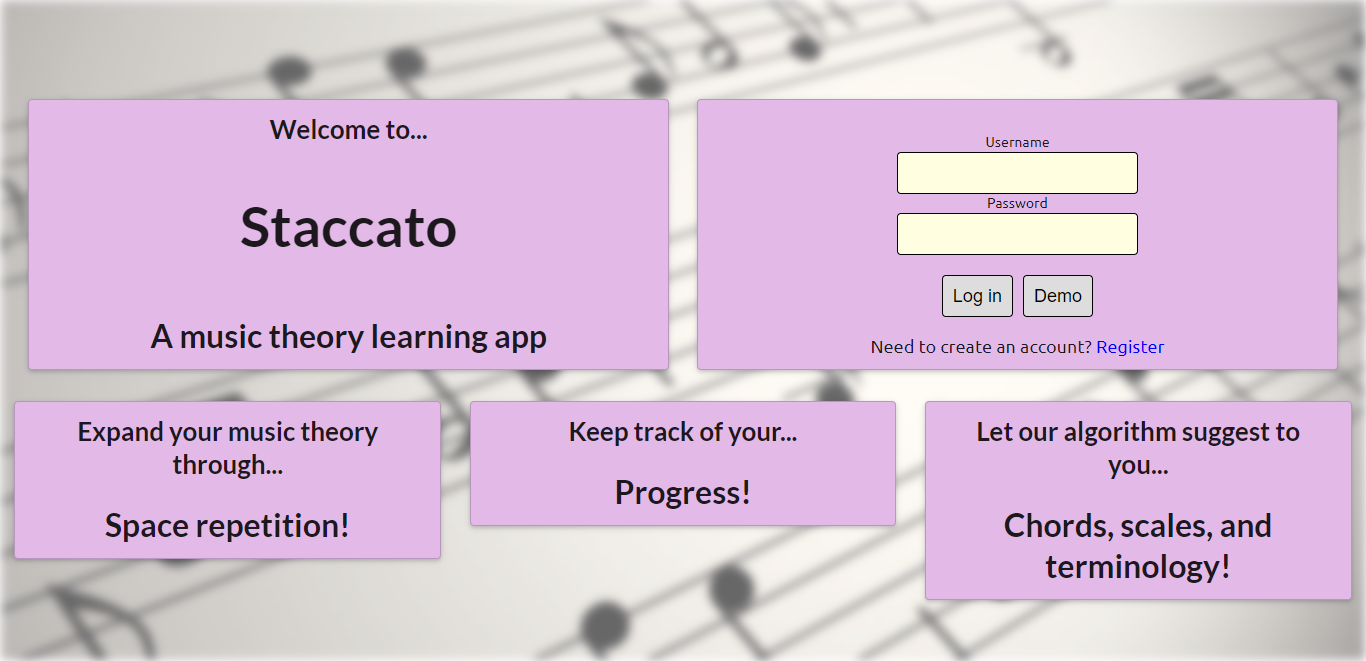 Welcome to...
Staccato
A music theory learning app
Username
Password
Log in Demo
Need to create an account? Register
Expand your music theory
through...
Space repetition!
Keep track of your...
Progress!
Let our algorithm suggest to
you...
Chords, scales, and
terminology!